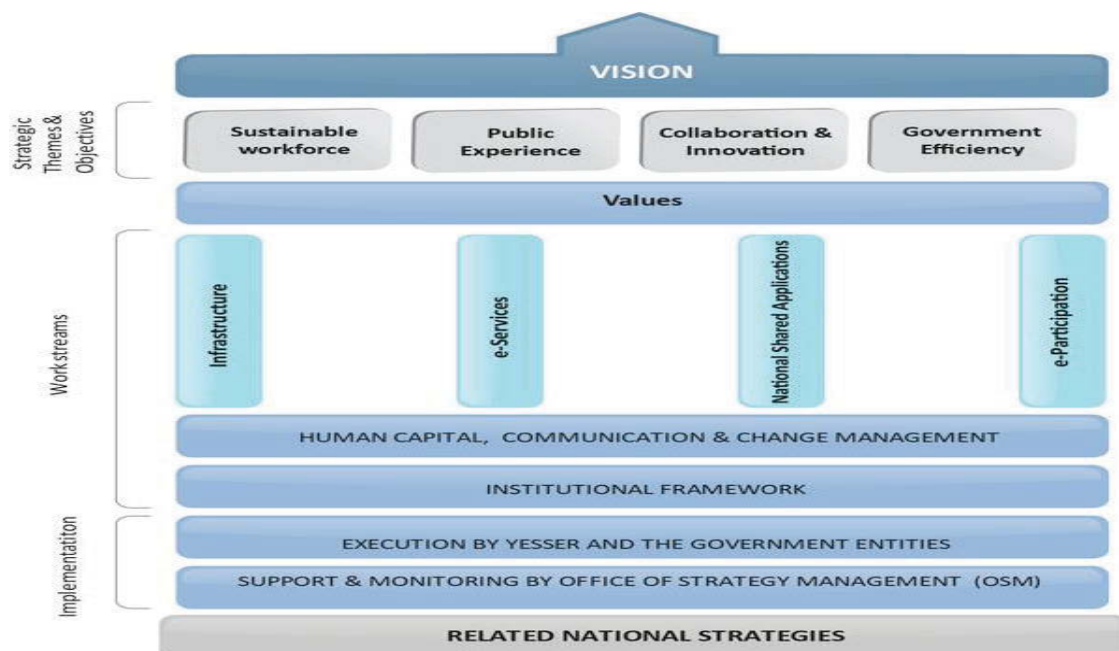 VISION
Strategic
Themes &
Objectives
Sustainable
workforce
Public
Experience
Collaboration &
Innovation
Government
Efficiency
Values
Workstreams
Infrastructure
e-Services
National Shared Applications
e-Participation
HUMAN CAPITAL, COMMUNICATION & CHANGE MANAGEMENT
INSTITUTIONAL FRAMEWORK
Implementatiton
EXECUTION BY YESSER AND THE GOVERNMENT ENTITIES
SUPPORT & MONITORING BY OFFICE OF STRATEGY MANAGEMENT (OSM)
RELATED NATIONAL STRATEGIES